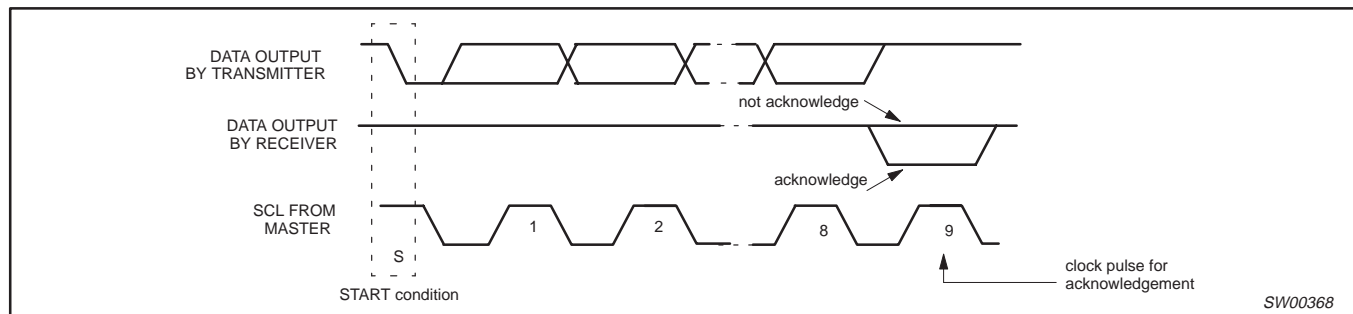 DATA OUTPUT
BY TRANSMITTER
not acknowledge
DATA OUTPUT
BY RECEIVER
acknowledge
SCL FROM
MASTER
1
2
8
9
S
clock pulse for
acknowledgement
START condition
SW00368